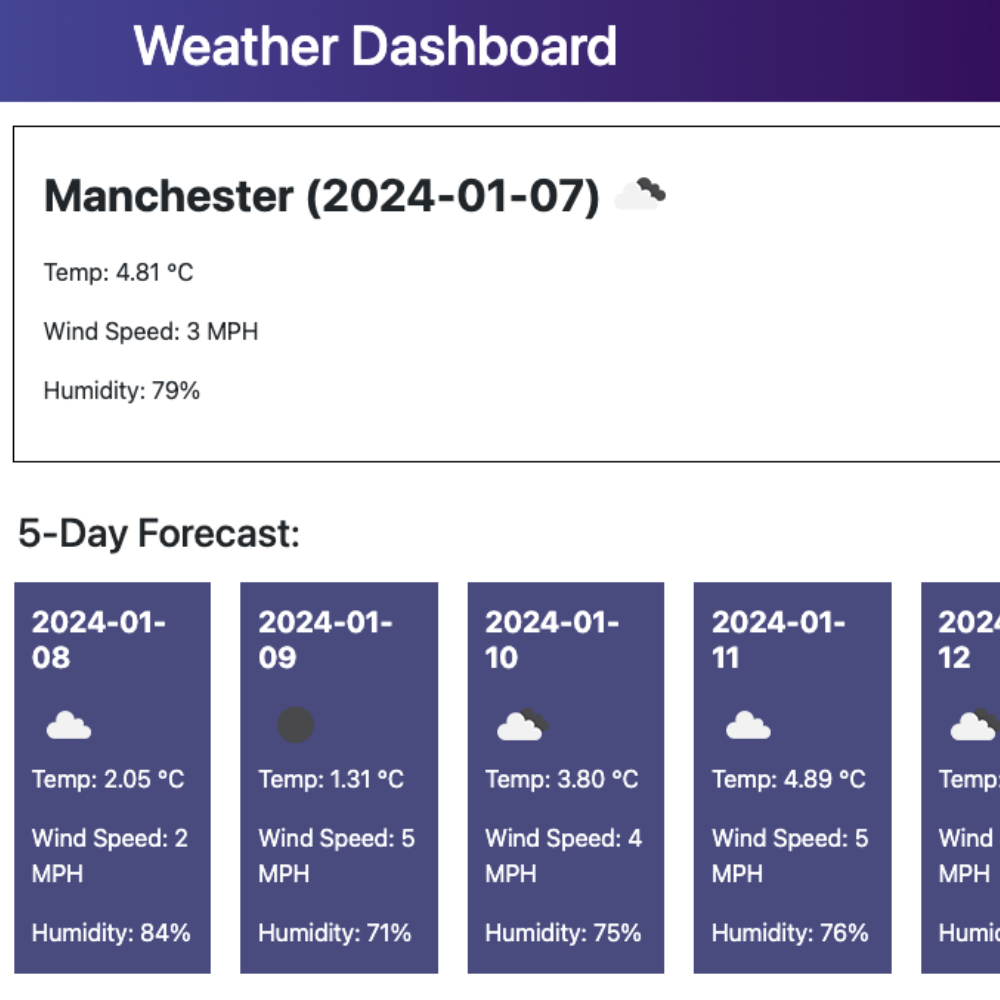 Weather Dashboard
Manchester (2024-01-07)
Temp: 4.81 °C
Wind Speed: 3 MPH
Humidity: 79%
5-Day Forecast:
2024-01-
08
Temp: 2.05 °C
Wind Speed: 2
MPH
Humidity: 84%
2024-01-
09
Temp: 1.31 °C
Wind Speed: 5
MPH
Humidity: 71%
2024-01-
10
Temp: 3.80 °C
Wind Speed: 4
MPH
Humidity: 75%
2024-01-
11
Temp: 4.89 °C
Wind Speed: 5
MPH
Humidity: 76%
12
Temp:
Wind
MPH